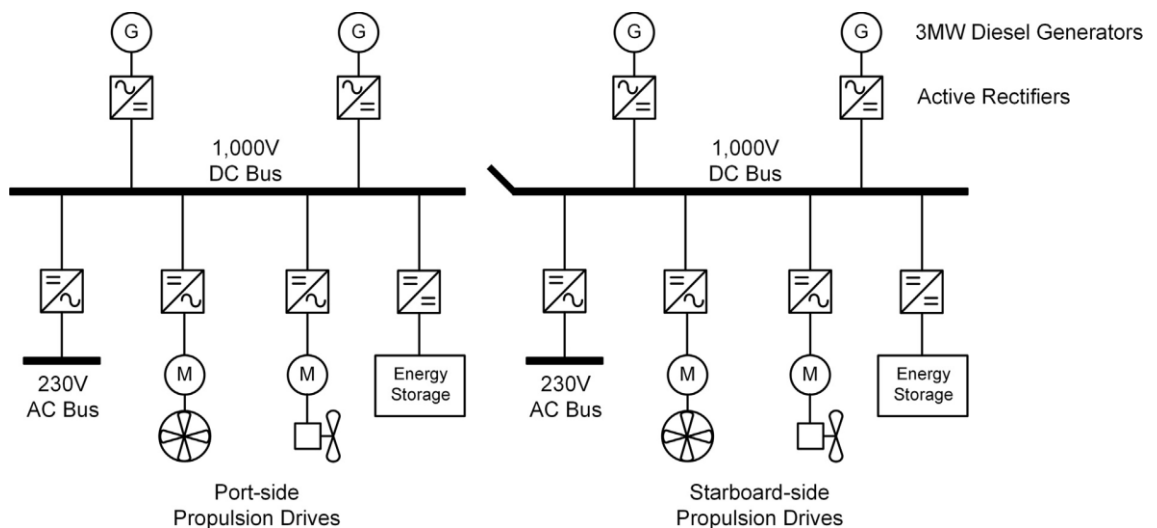 G
G
G
G
3MW Diesel Generators
Active Rectifiers
1,000V
DC Bus
1,000V
DC Bus
230V
AC Bus
M
M
Energy
Storage
230V
AC Bus
M
M
Energy
Storage
Port-side
Propulsion Drives
Starboard-side
Propulsion Drives